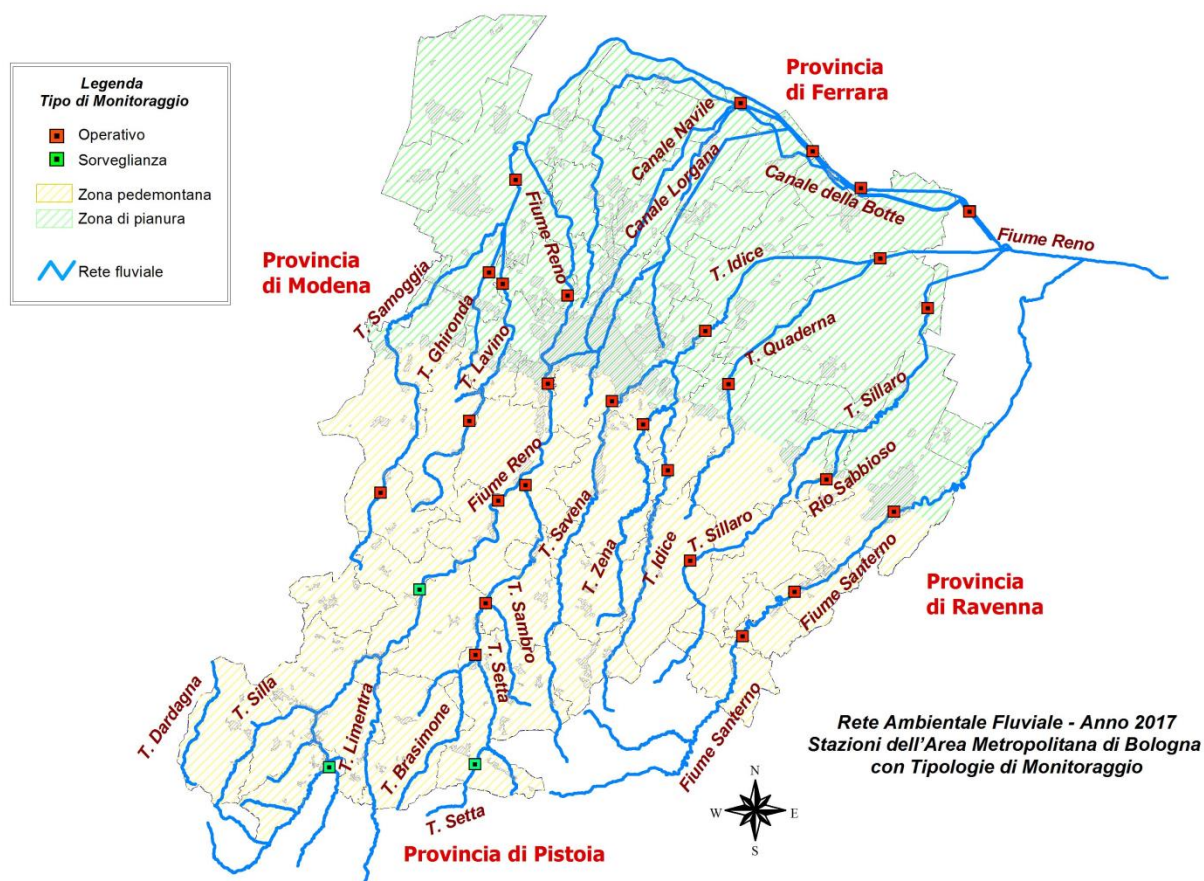 Legenda
Tipo di Monitoraggio
Operativo
Sorveglianza
Zona pedemontana
Zona di pianura
Rete fluviale
Provincia
di Ferrara
Canale Navile
Canale Lorgana
Canale della Botte
Fiume Reno
Fiume Reno
Provincia
di Modena
T. Samoggia
T. Ghironda
T. Lavino
T. Idice
T. Quaderna
T. Sillaro
Fiume Reno
Rio Sabbioso
T. Savena
T. Zena
T. Idice
T. Sillaro
Fiume Santerno
Provincia
di Ravenna
T. Sambro
T. Setta
T. Dardagna
T. Silla
T. Limentra
T. Brasimone
Fiume Santerno
T. Setta
Provincia di Pistoia
Rete Ambientale Fluviale - Anno 2017
Stazioni dell'Area Metropolitana di Bologna
con Tipologie di Monitoraggio
N
W
E
S